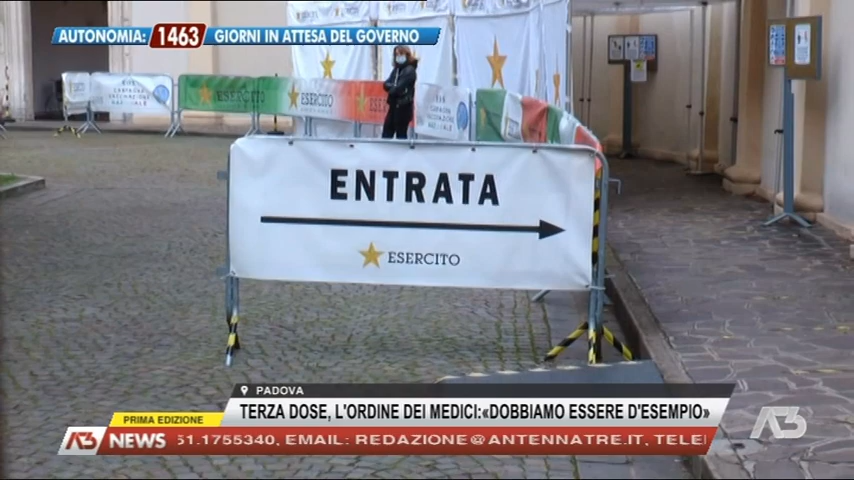 AUTONOMIA: 1463 GIORNI IN ATTESA DEL GOVERNO
ESERCITO
ESERCITO
ENTRATA
ESERCITO
PADOVA
TERZA DOSE, L'ORDINE DEI MEDICI:«DOBBIAMO ESSERE D'ESEMPIO»
PRIMA EDIZIONE
A3 NEWS 51.1755340, EMAIL: REDAZIONE@ANTENNATRE.IT, TELE
A3